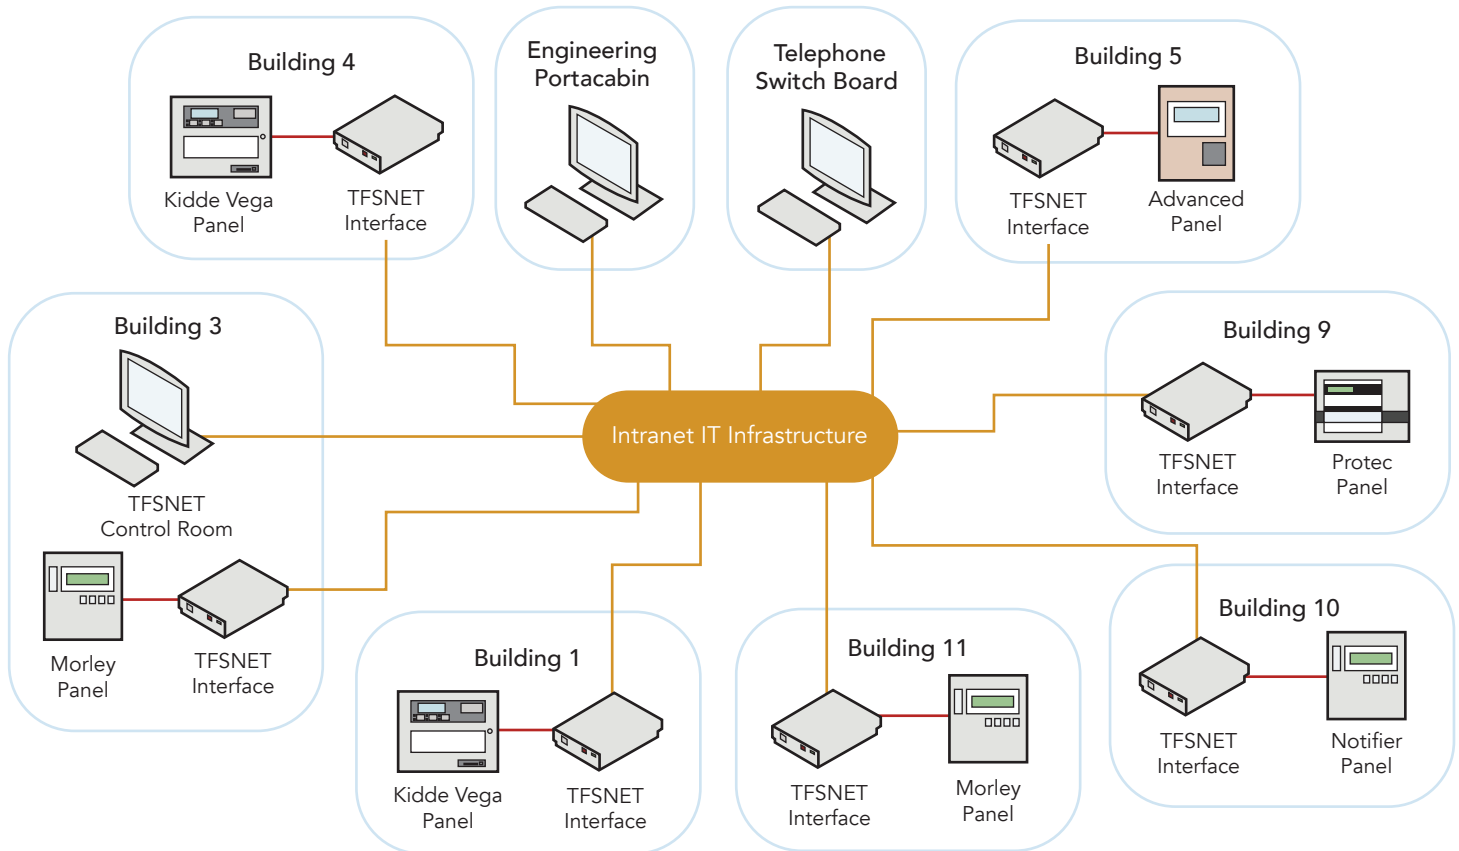 Building 4
Kidde Vega
Panel
TFSNET
Interface
Engineering
Portacabin
Telephone
Switch Board
Building 5
TFSNET
Interface
Advanced
Panel
Building 3
TFSNET
Control Room
Morley
Panel
TFSNET
Interface
Intranet IT Infrastructure
Building 9
TFSNET
Interface
Protec
Panel
Building 1
Kidde Vega
Panel
TFSNET
Interface
Building 11
TFSNET
Interface
Morley
Panel
Building 10
TFSNET
Interface
Notifier
Panel